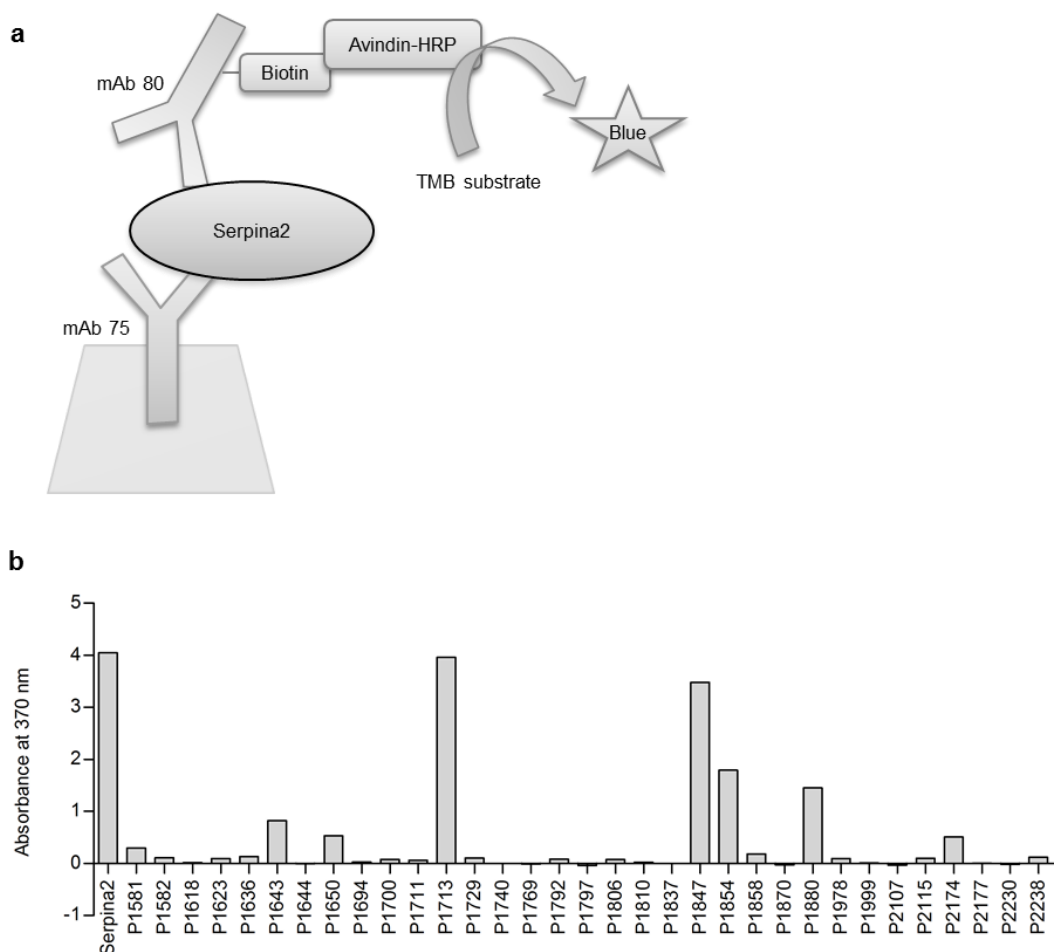 a
Avindin-HRP
Biotin
mAb 80
Blue
TMB substrate
Serpina2
mAb 75
b
Absorbance at 370 nm
5
4
3
2
1
0
-1
Serpina2
P1581
P1582
P1618
P1623
P1636
P1643
P1644
P1650
P1694
P1700
P1711
P1713
P1729
P1740
P1769
P1792
P1797
P1806
P1810
P1837
P1847
P1854
P1858
P1870
P1880
P1978
P1999
P2107
P2115
P2174
P2177
P2230
P2238